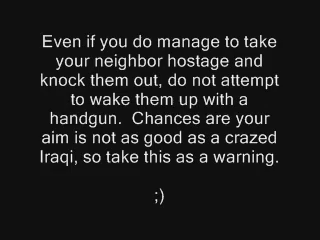 Even if you do manage to take
your neighbor hostage and
knock them out, do not attempt
to wake them up with a
handgun.  Chances are your
aim is not as good as a crazed
Iraqi, so take this as a warning.
;)